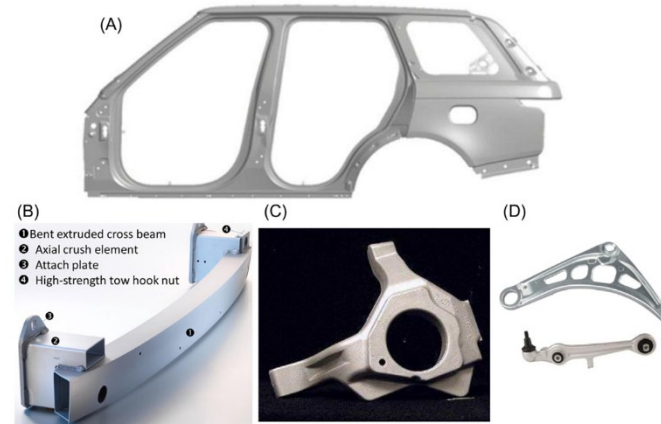 (A)
(B)
❶Bent extruded cross beam
❷ Axial crush element
❸ Attach plate
❹ High-strength tow hook nut
❹
❸
❷
❶
(C)
(D)